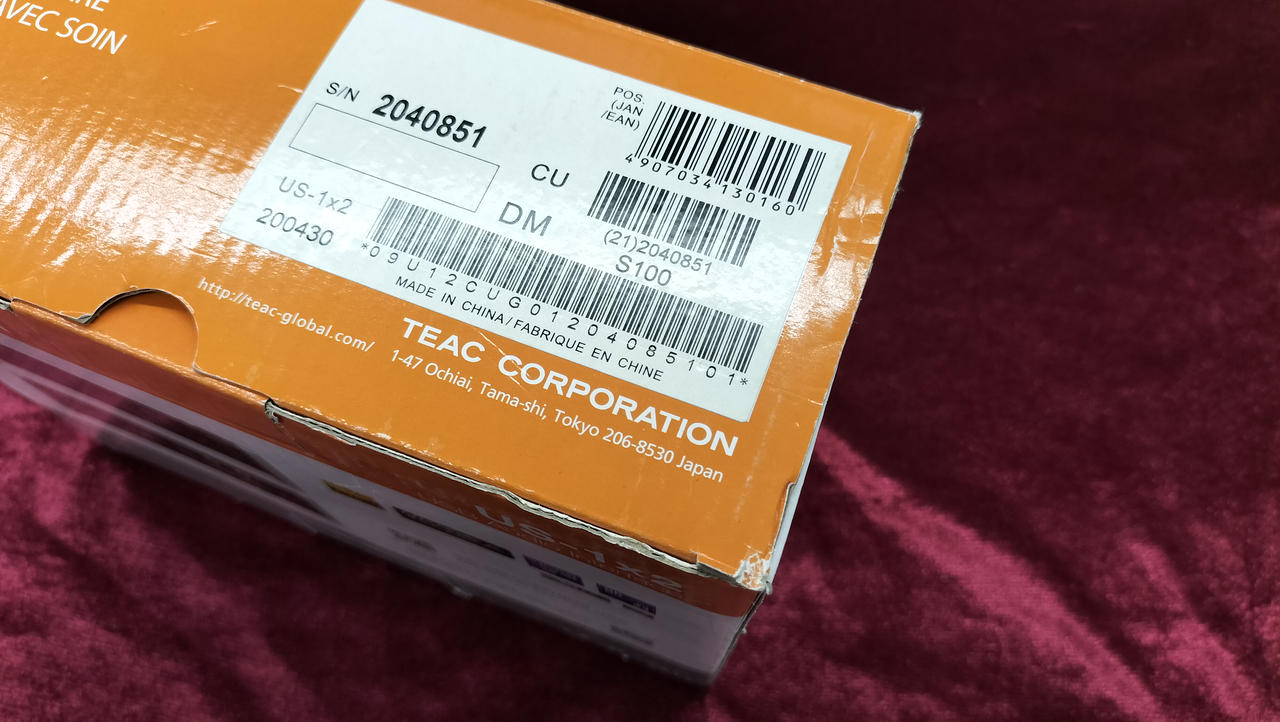 AVEC SOIN
S/N 2040851
POS.
(JAN
/EAN)
4907034130160
CU
US-1x2
DM
(21)2040851
200430
S100
*09U12CUG01204085101*
MADE IN CHINA/FABRIQUE EN CHINE
http://teac-global.com/
TEAC CORPORATION
1-47 Ochiai, Tama-shi, Tokyo 206-8530 Japan
US-1x2